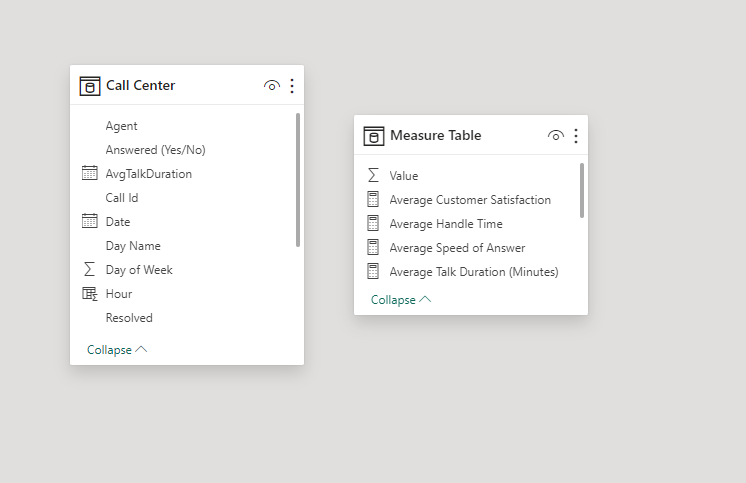 Call Center
Agent
Answered (Yes/No)
AvgTalkDuration
Call Id
Date
Day Name
Day of Week
Hour
Resolved
Collapse
Measure Table
Value
Average Customer Satisfaction
Average Handle Time
Average Speed of Answer
Average Talk Duration (Minutes)
Collapse